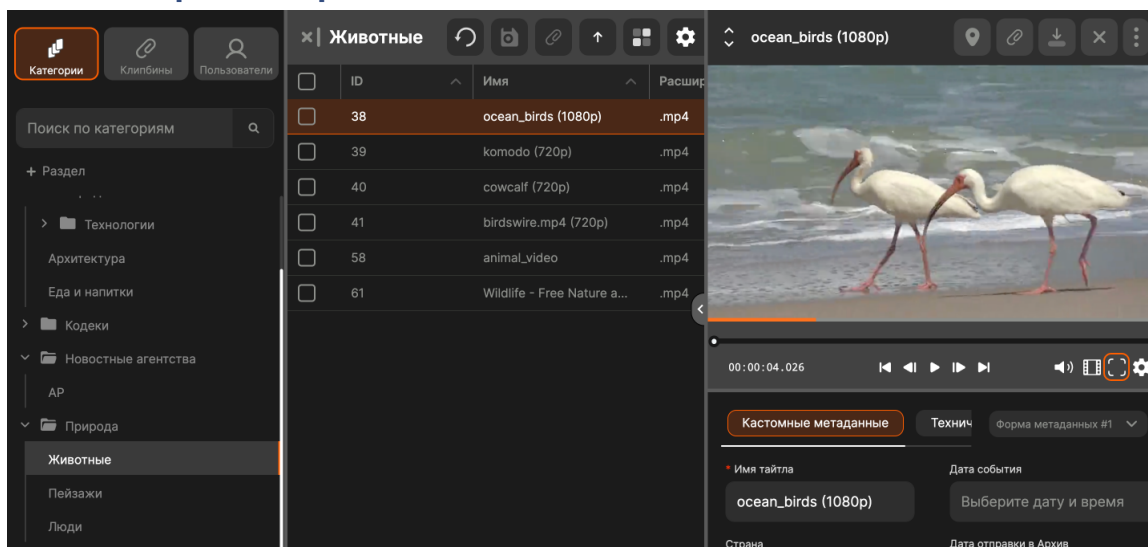 Категории
Клипбины
Пользователи
Поиск по категориям
+ Раздел
Технологии
Архитектура
Еда и напитки
Кодеки
Новостные агентства
AP
Природа
Животные
Пейзажи
Люди
Животные
ID Имя Расшир
38 ocean_birds (1080p) .mp4
39 komodo (720p) .mp4
40 cowcalf (720p) .mp4
41 birdswire.mp4 (720p) .mp4
58 animal_video .mp4
61 Wildlife - Free Nature a... .mp4
ocean_birds (1080p)
00:00:04.026
Кастомные метаданные Технич Форма метаданных #1
* Имя тайтла Дата события
ocean_birds (1080p) Выберите дату и время
Страна Дата отправки в Архив